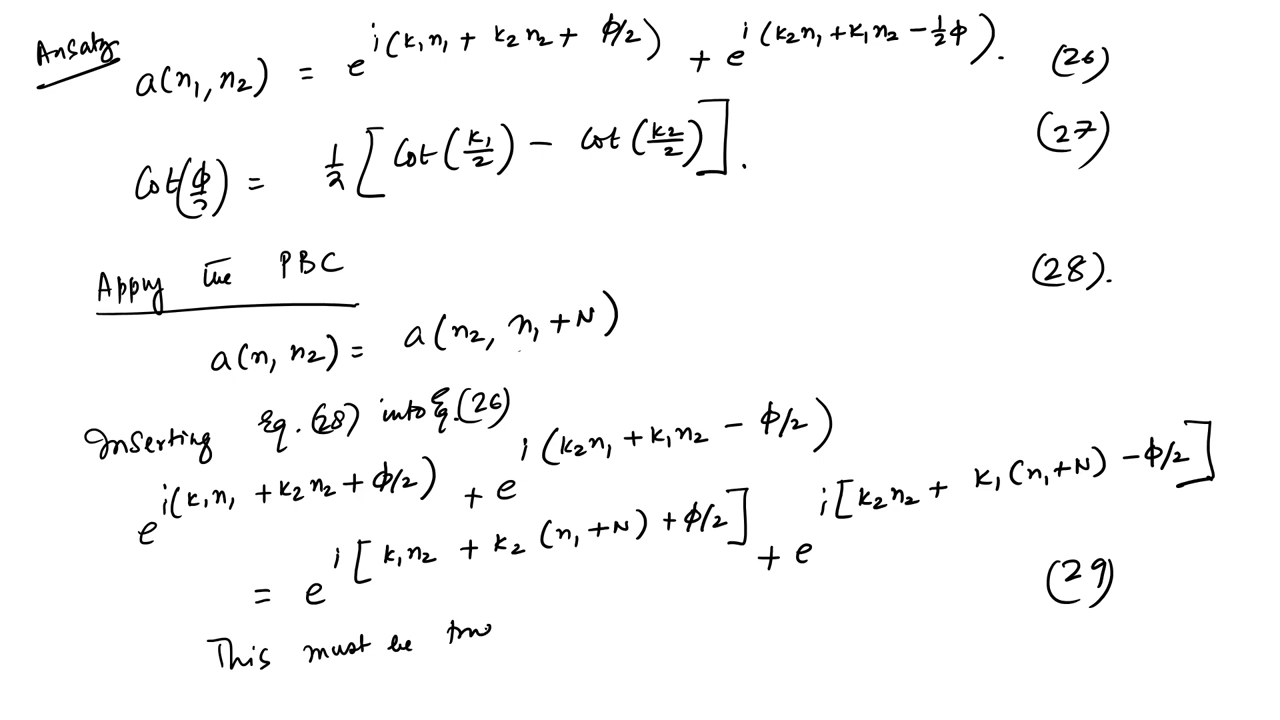 Ansatz a(n₁, n₂) = e^{i(k₁n₁ + k₂n₂ + ϕ/2)} + e^{i(k₂n₁ + k₁n₂ − ½ϕ)}. (26)
Cot(ϕ/2) = ½[Cot(k₁/2) − Cot(k₂/2)]. (27)
Apply the PBC (28).
a(n, n₂) = a(n₂, n₁ + N)
Inserting Eq. (28) into Eq. (26)
e^{i(k₁n₁ + k₂n₂ + ϕ/2)} + e^{i(k₂n₁ + k₁n₂ − ϕ/2)}
= e^{i[k₁n₂ + k₂(n₁ + N) + ϕ/2]} + e^{i[k₂n₂ + k₁(n₁ + N) − ϕ/2]} (29)
This must be